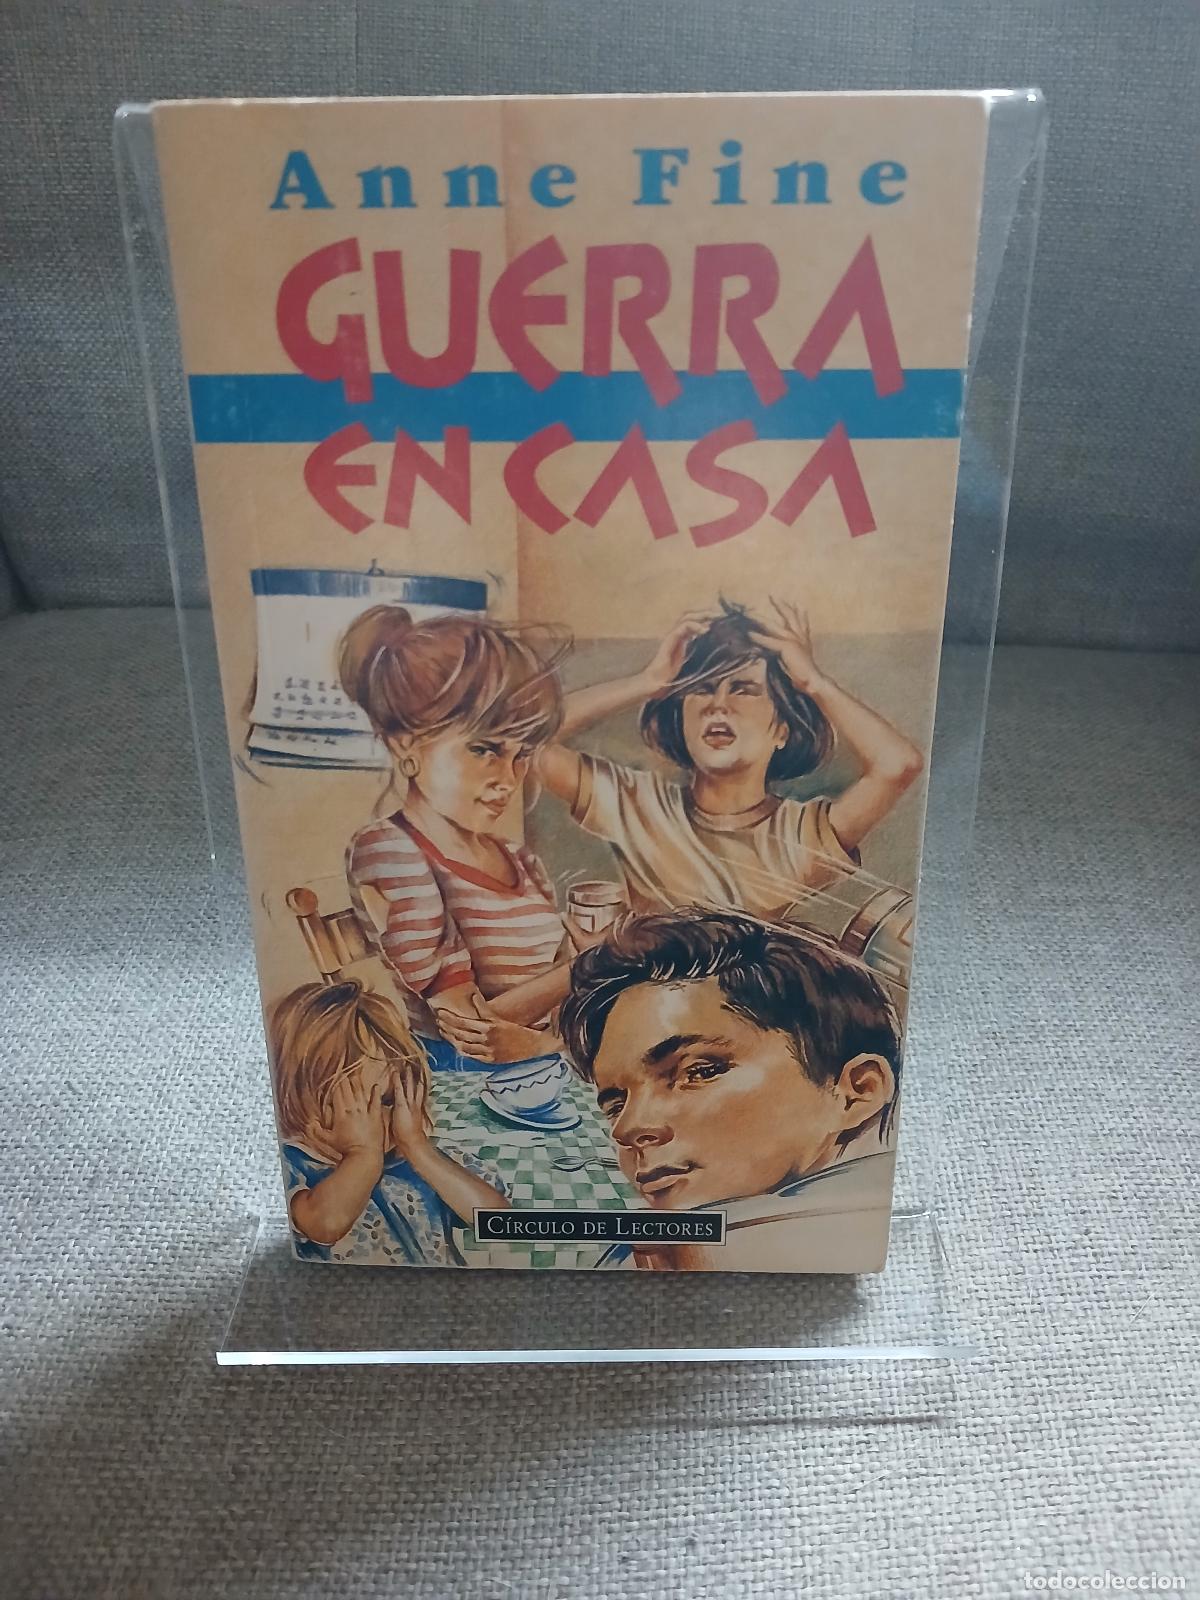 Anne Fine
GUERRA
EN CASA
CÍRCULO DE LECTORES
todocoleccion